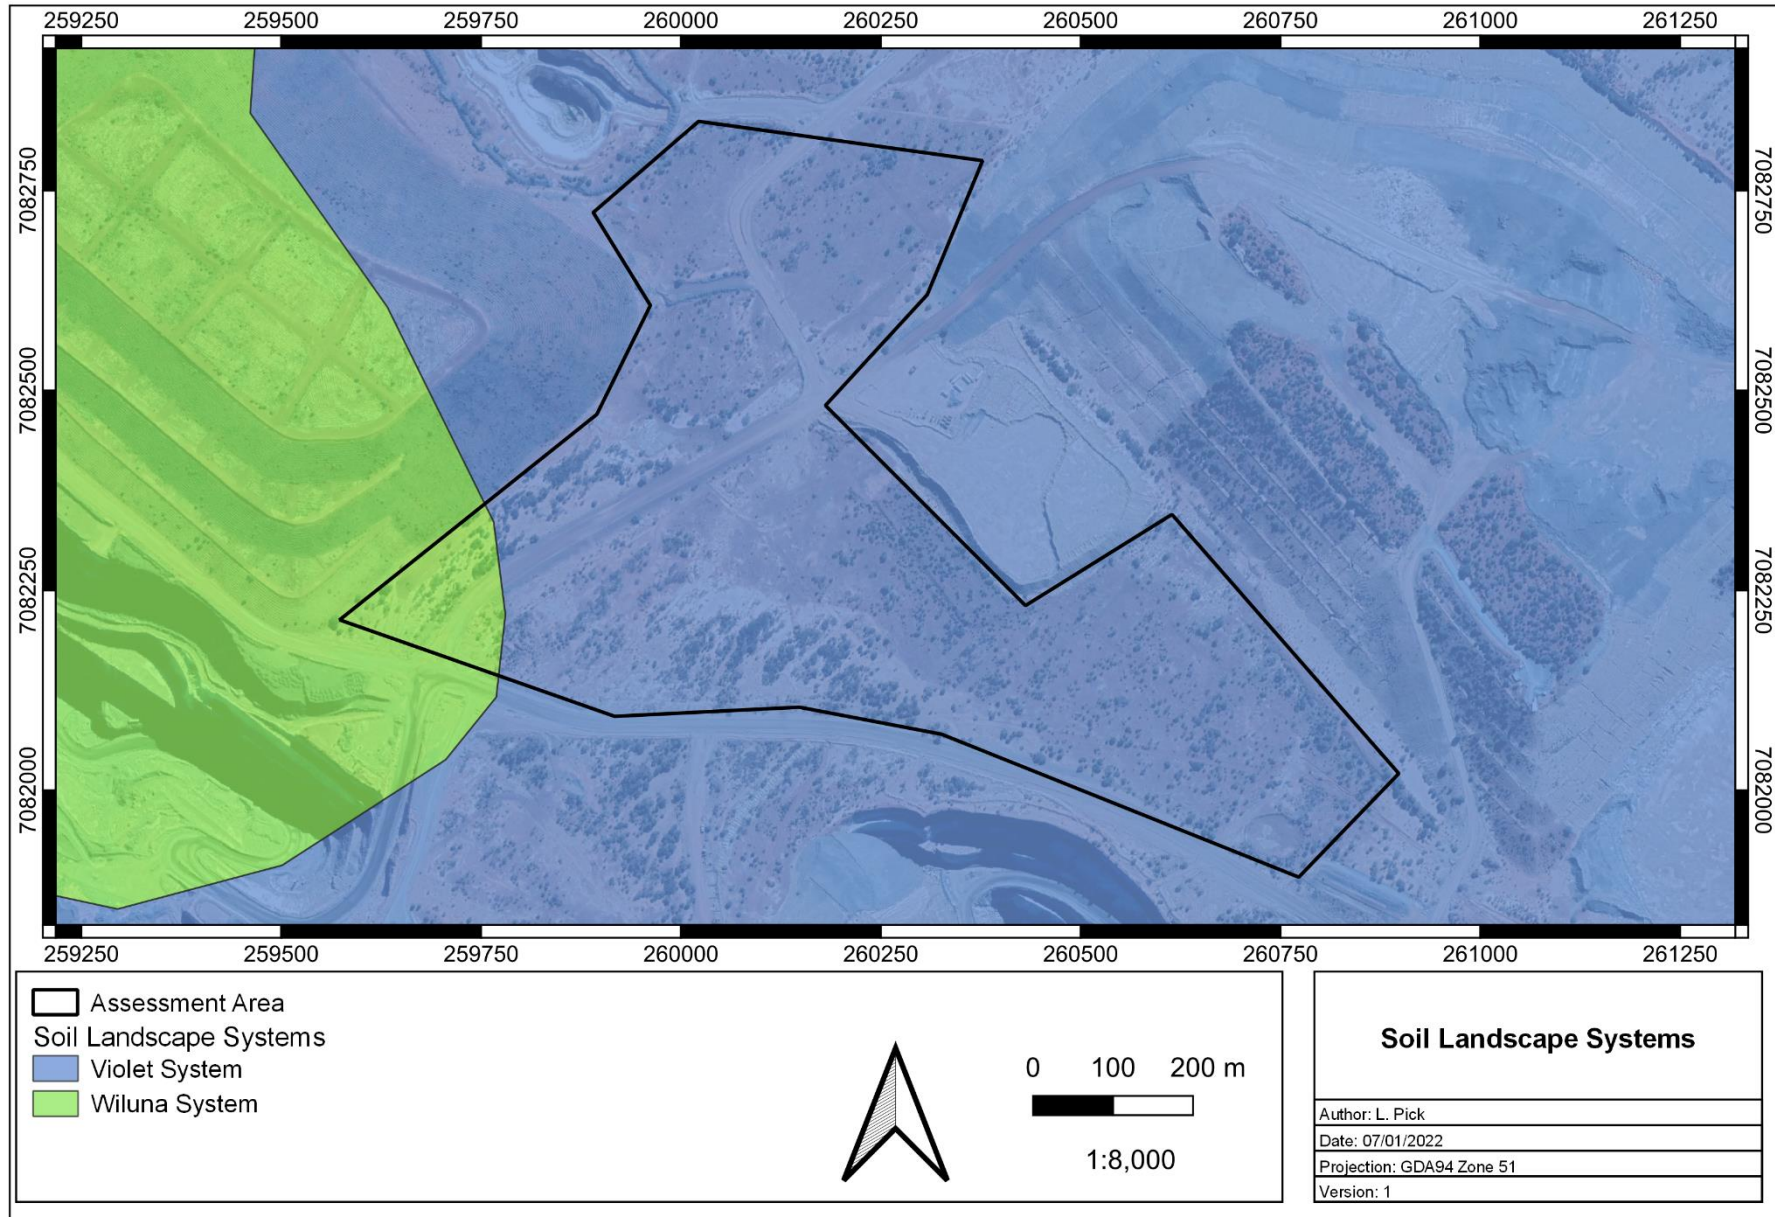 259250 259500 259750 260000 260250 260500 260750 261000 261250
7082750
7082500
7082250
7082000
7082750
7082500
7082250
7082000
259250 259500 259750 260000 260250 260500 260750 261000 261250
Assessment Area
Soil Landscape Systems
Violet System
Wiluna System
0 100 200 m
1:8,000
Soil Landscape Systems
Author: L. Pick
Date: 07/01/2022
Projection: GDA94 Zone 51
Version: 1